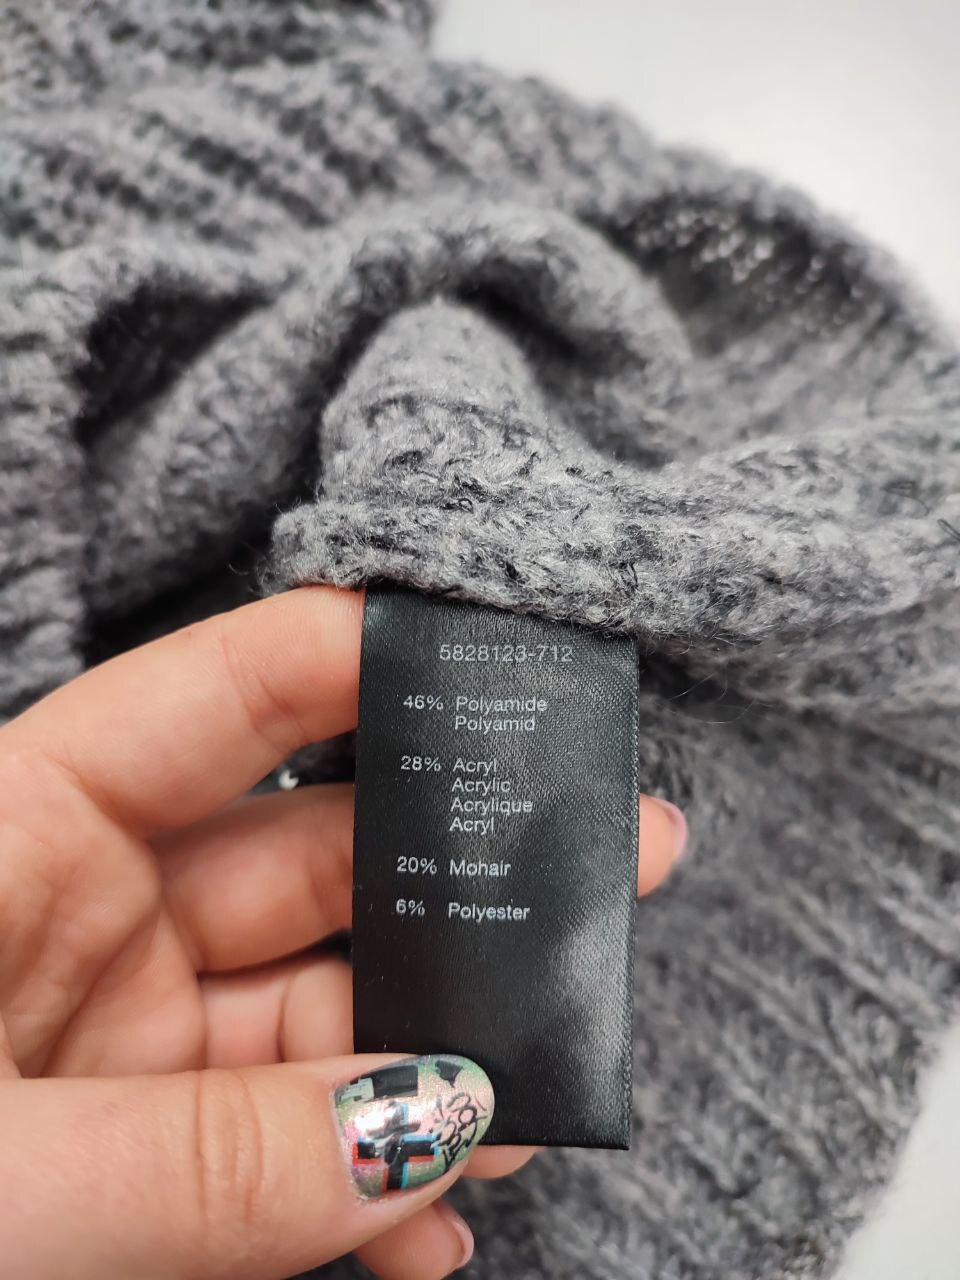 5828123-712
46% Polyamide
Polyamid
28% Acryl
Acrylic
Acrylique
Acryl
20% Mohair
6% Polyester